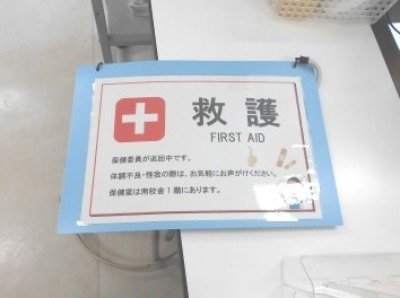 救護
FIRST AID
保健委員が巡回中です。
体調不良・怪我の際は、お気軽にお声がけください。
保健室は南校舎1階にあります。